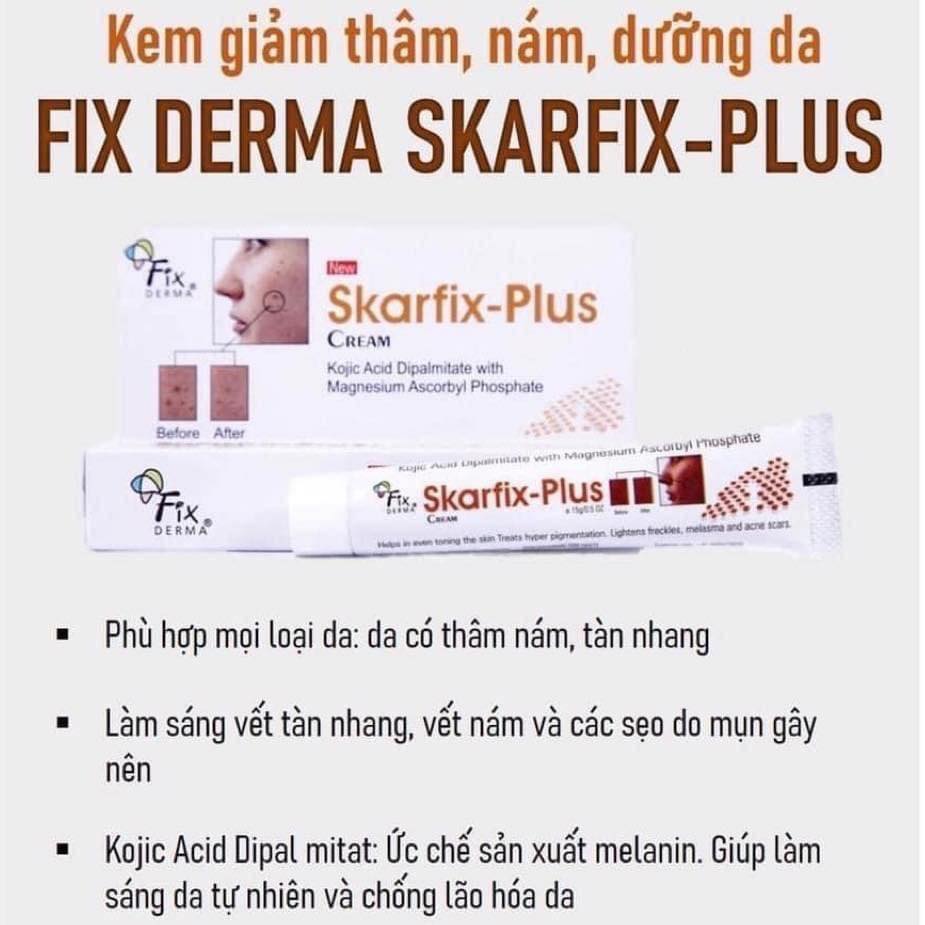 Kem giảm thâm, nám, dưỡng da
FIX DERMA SKARFIX-PLUS
Fix
DERMA
New
Skarfix-Plus
CREAM
Kojic Acid Dipalmitate with
Magnesium Ascorbyl Phosphate
Before After
Fix
DERMA
Kojic Acid Dipalmitate with Magnesium Ascorbyl Phosphate
Fix
DERMA
Skarfix-Plus
CREAM
Helps in even toning the skin Treats hyper pigmentation. Lightens freckles, melasma and acne scars.
▪ Phù hợp mọi loại da: da có thâm nám, tàn nhang
▪ Làm sáng vết tàn nhang, vết nám và các sẹo do mụn gây
nên
▪ Kojic Acid Dipal mitat: Ức chế sản xuất melanin. Giúp làm
sáng da tự nhiên và chống lão hóa da